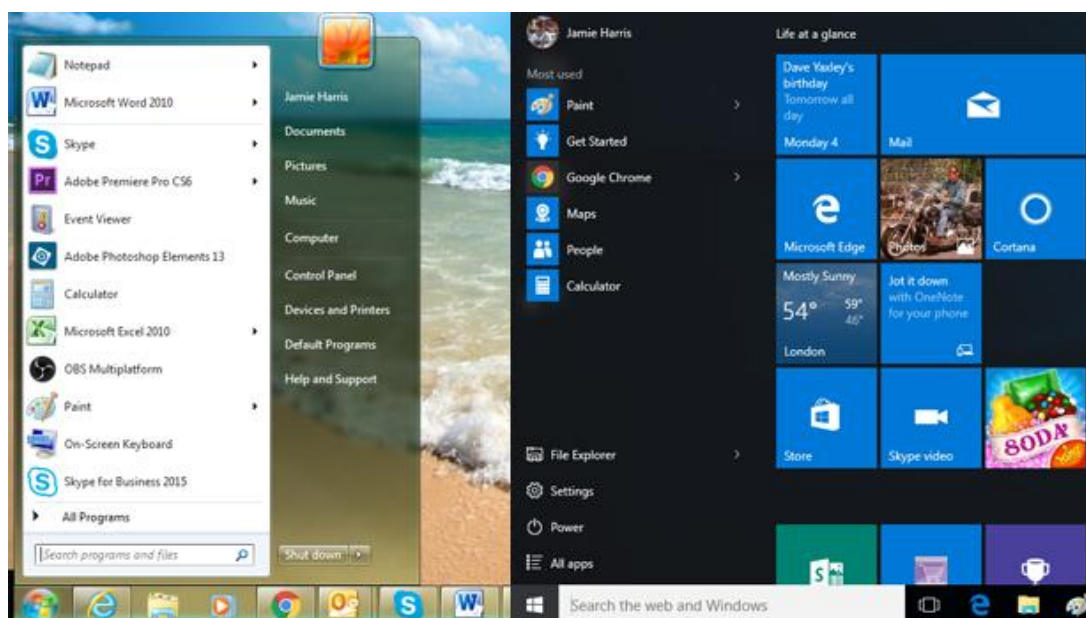 Notepad
Microsoft Word 2010
Skype
Adobe Premiere Pro CS6
Event Viewer
Adobe Photoshop Elements 13
Calculator
Microsoft Excel 2010
OBS Multiplatform
Paint
On-Screen Keyboard
Skype for Business 2015
All Programs
Search programs and files
Jamie Harris
Documents
Pictures
Music
Computer
Control Panel
Devices and Printers
Default Programs
Help and Support
Shut down
Jamie Harris
Most used
Paint
Get Started
Google Chrome
Maps
People
Calculator
File Explorer
Settings
Power
All apps
Search the web and Windows
Life at a glance
Dave Yaxley's
birthday
Tomorrow all
day
Monday 4
Mail
Microsoft Edge
Photos
Cortana
Mostly Sunny
54° 59°
46°
London
Jot it down
with OneNote
for your phone
Store
Skype video
SODA